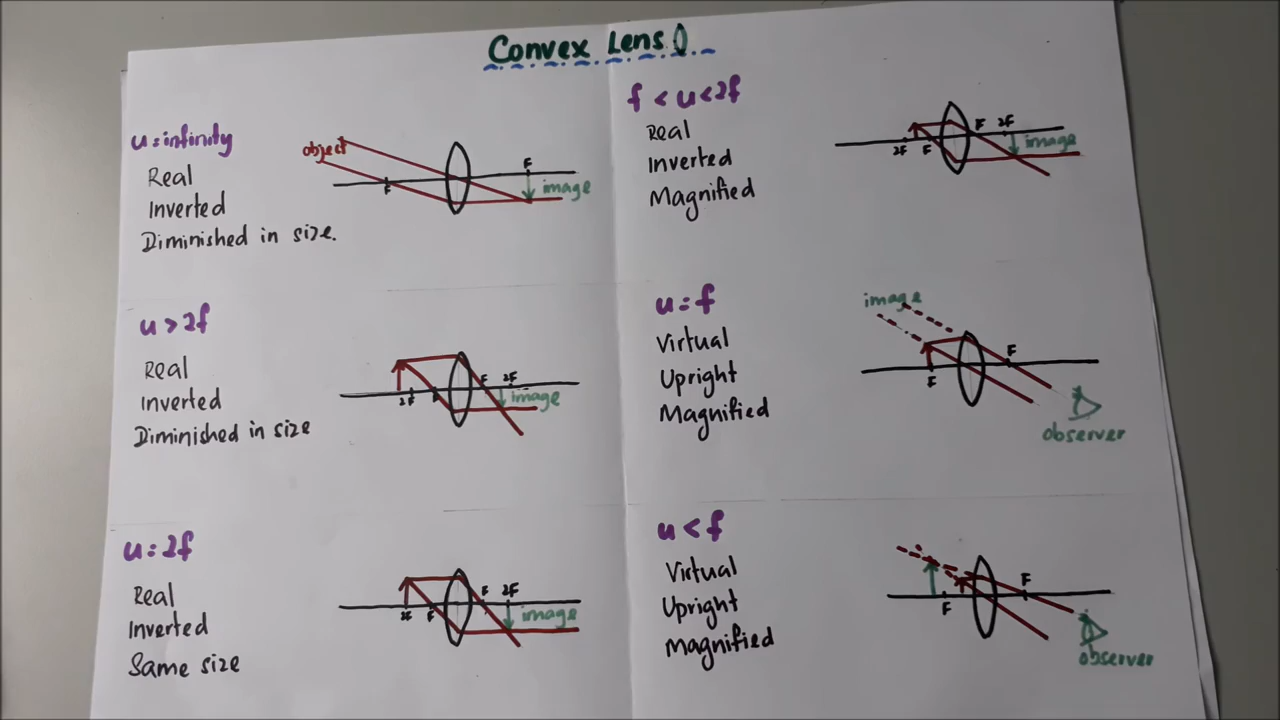 Convex Lens
u = infinity
Real
Inverted
Diminished in size.
object
F
F
image
u > 2f
Real
Inverted
Diminished in size
2F
F
F
2F
image
u = 2f
Real
Inverted
Same size
2F
F
F
2F
image
f < u < 2f
Real
Inverted
Magnified
2F
F
F
2F
image
u = f
Virtual
Upright
Magnified
image
F
F
observer
u < f
Virtual
Upright
Magnified
F
F
observer